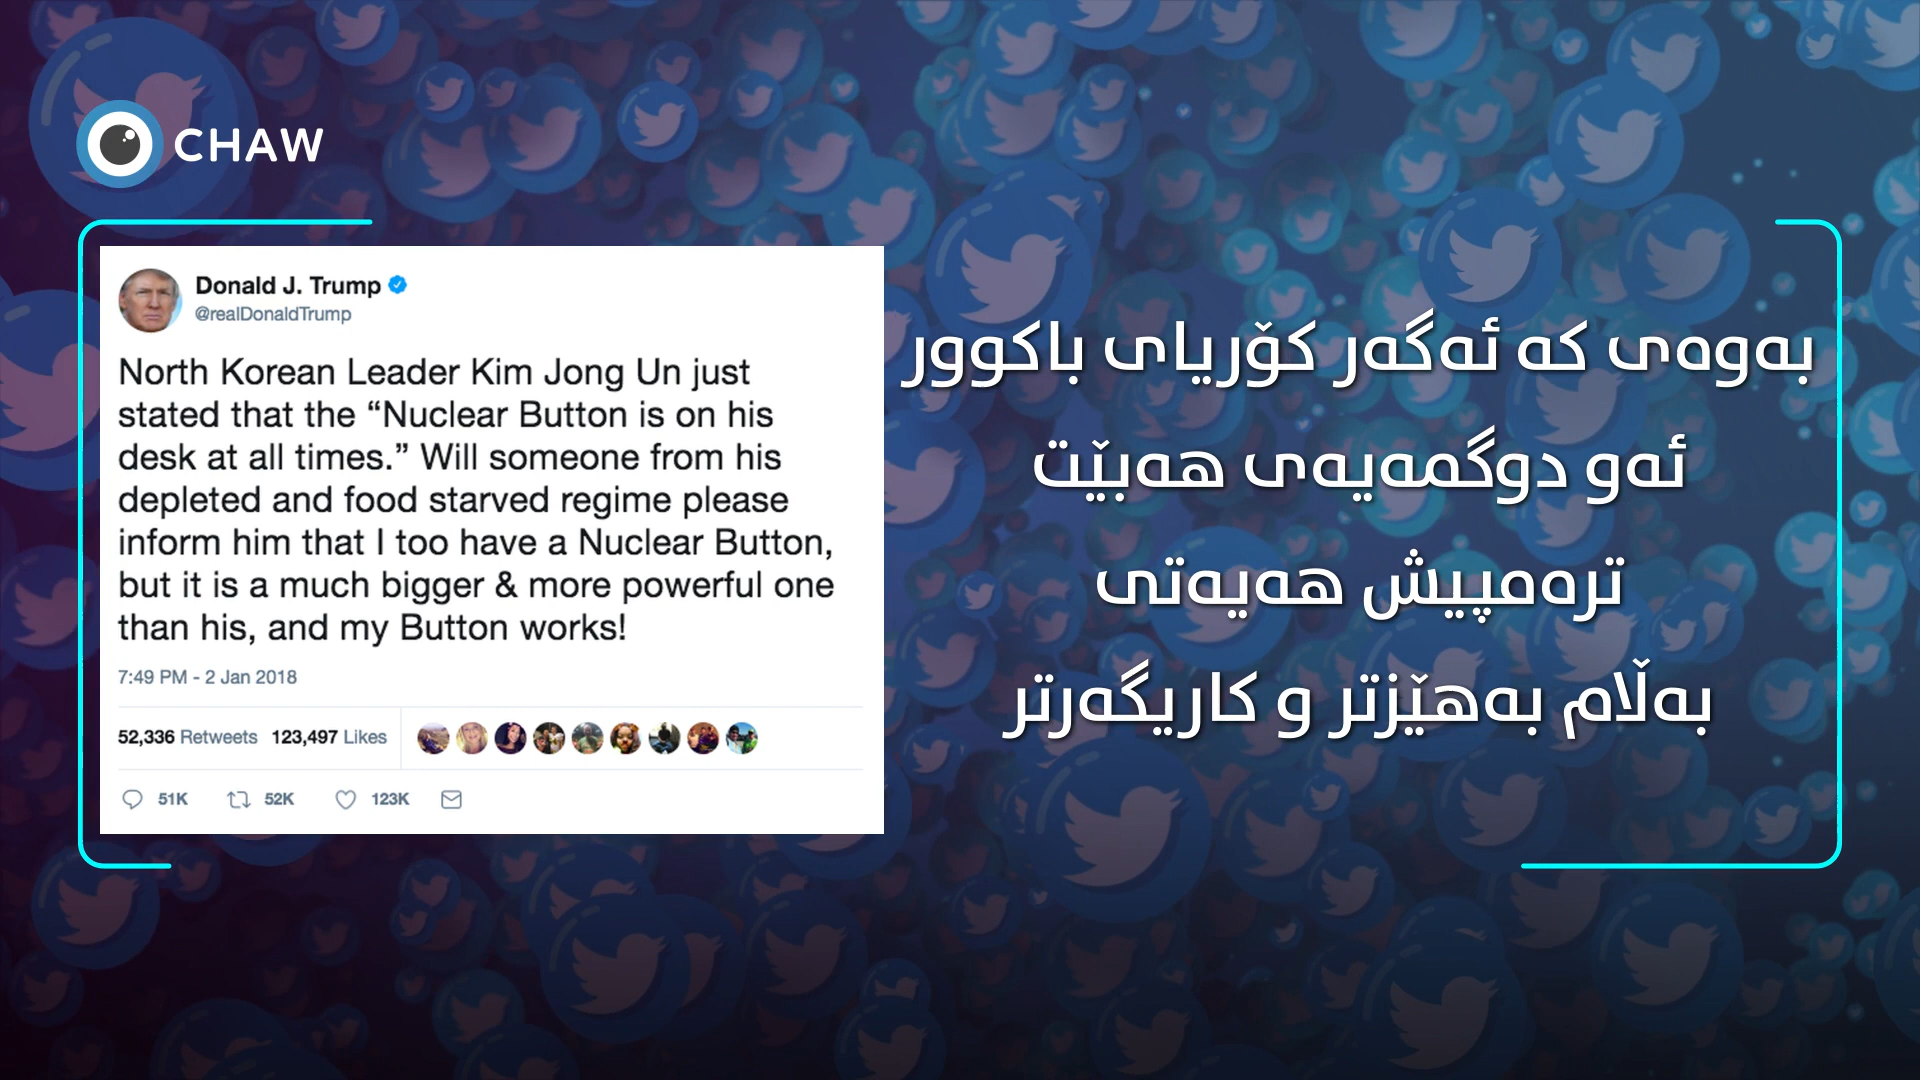 CHAW
Donald J. Trump
@realDonaldTrump
North Korean Leader Kim Jong Un just
stated that the “Nuclear Button is on his
desk at all times.” Will someone from his
depleted and food starved regime please
inform him that I too have a Nuclear Button,
but it is a much bigger & more powerful one
than his, and my Button works!
7:49 PM - 2 Jan 2018
52,336 Retweets 123,497 Likes
51K 52K 123K
بەوەی کە ئەگەر کۆریای باکوور
ئەو دوگمەیەی هەبێت
ترەمپیش هەیەتی
بەڵام بەهێزتر و کاریگەرتر